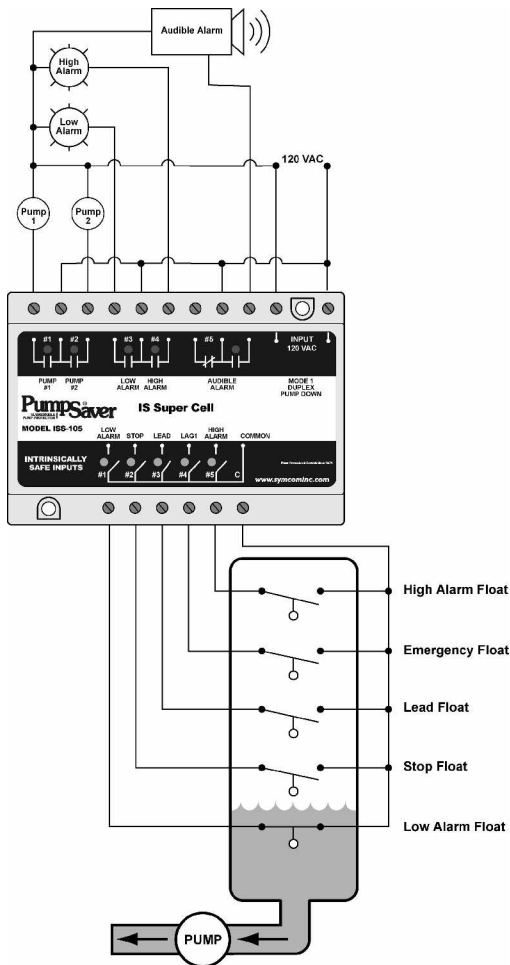 Audible Alarm
High
Alarm
Low
Alarm
120 VAC
Pump
1
Pump
2
#1 #2 #3 #4 #5 INPUT
120 VAC
PUMP
#1
PUMP
#2
LOW
ALARM
HIGH
ALARM
AUDIBLE
ALARM
MODE 1
DUPLEX
PUMP DOWN
PumpSaver®
IS Super Cell
MODEL ISS-105
LOW
ALARM
STOP
LEAD
LAG1
HIGH
ALARM
COMMON
INTRINSICALLY
SAFE INPUTS
#1 #2 #3 #4 #5 C
www.symcominc.com
High Alarm Float
Emergency Float
Lead Float
Stop Float
Low Alarm Float
PUMP